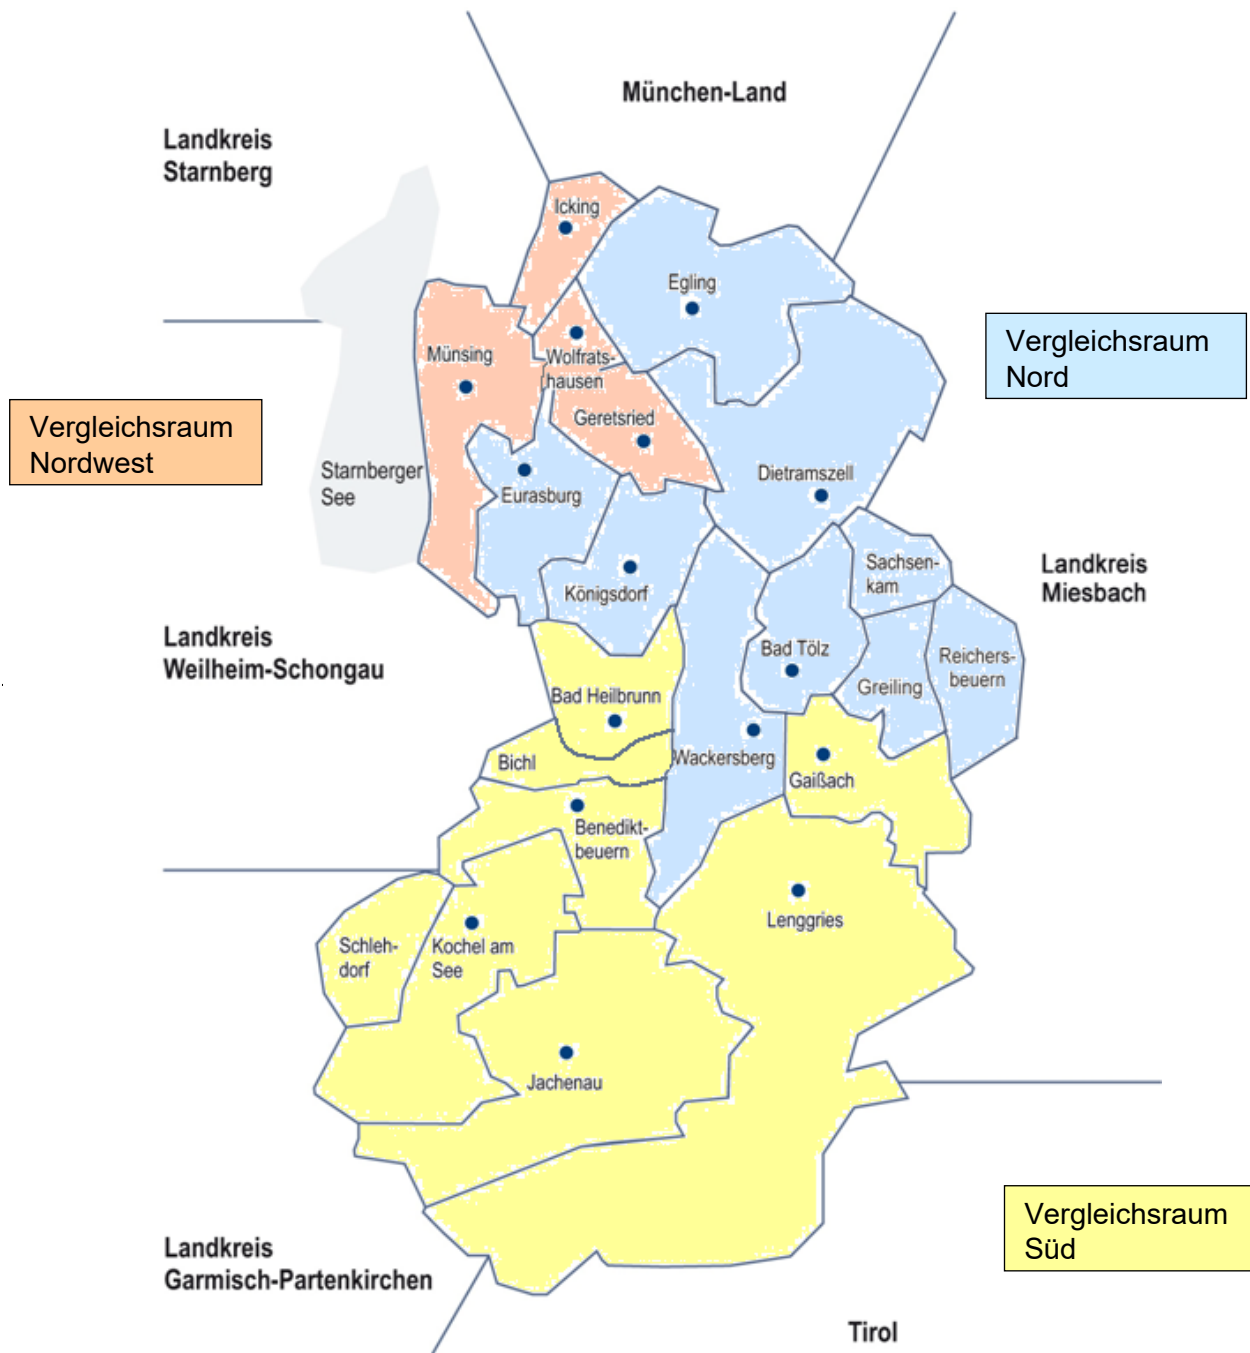 München-Land
Landkreis
Starnberg
Icking
Egling
Vergleichsraum
Nord
Münsing
Wolfrats-
hausen
Vergleichsraum
Nordwest
Geretsried
Starnberger
See
Eurasburg
Dietramszell
Sachsen-
kam
Landkreis
Miesbach
Königsdorf
Landkreis
Weilheim-Schongau
Bad Tölz
Reichers-
beuern
Greiling
Bad Heilbrunn
Bichl
Wackersberg
Gaißach
Benedikt-
beuern
Lenggries
Schleh-
dorf
Kochel am
See
Jachenau
Vergleichsraum
Süd
Landkreis
Garmisch-Partenkirchen
Tirol